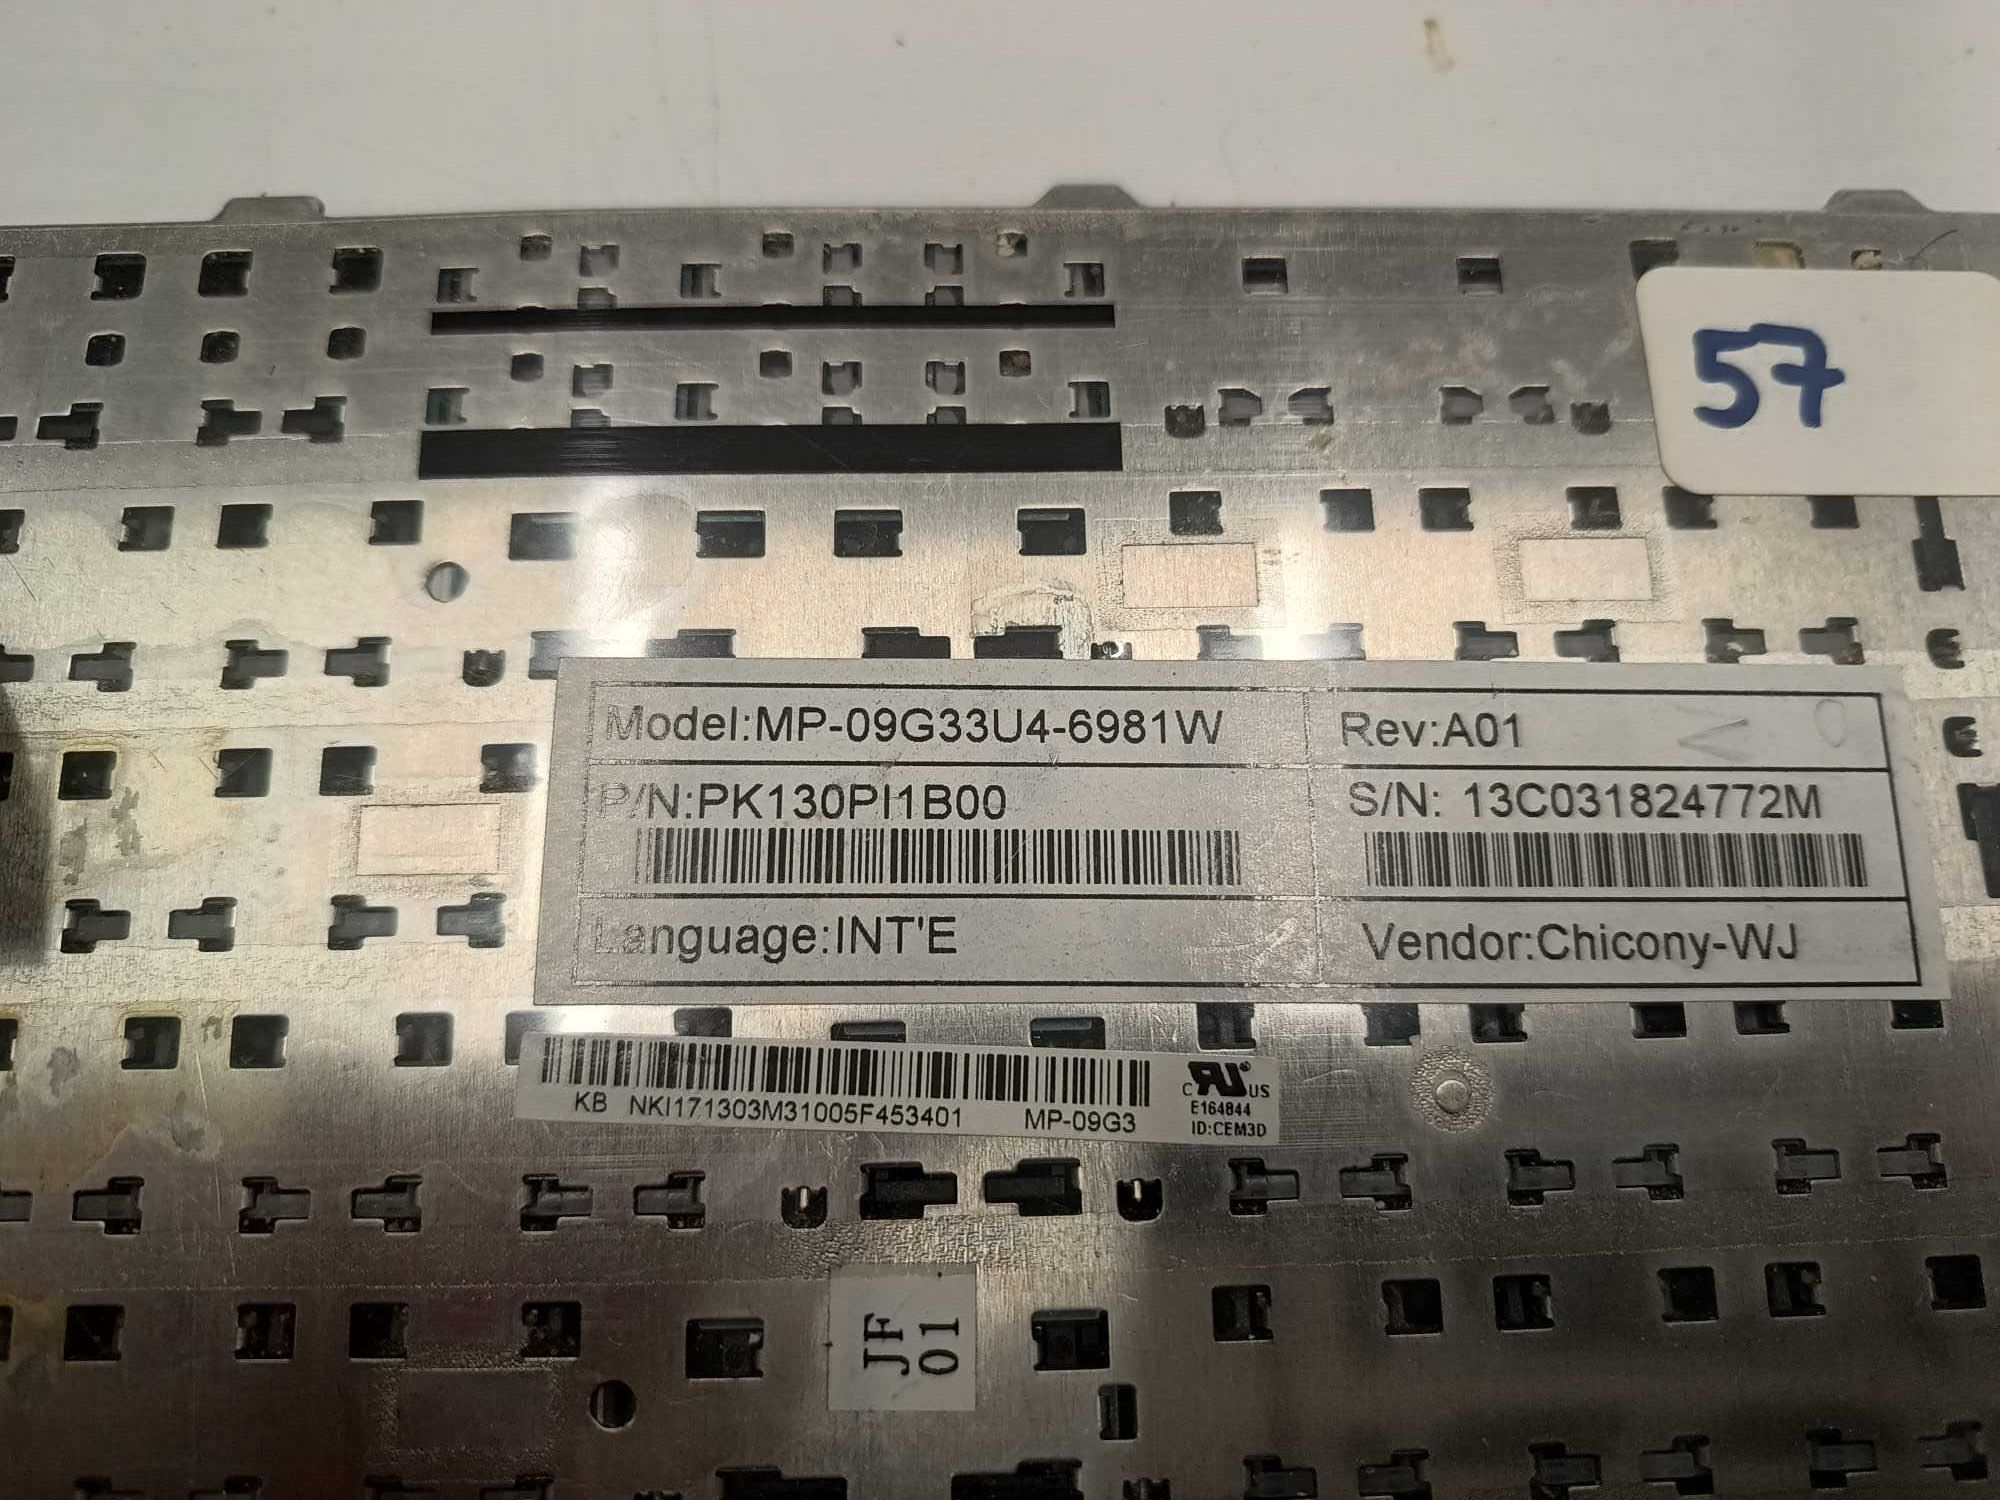 57
Model:MP-09G33U4-6981W
Rev:A01
P/N:PK130PI1B00
S/N: 13C031824772M
Language:INT'E
Vendor:Chicony-WJ
KB NKI171303M31005F453401 MP-09G3
C RU® US
E164844
ID:CEM3D
JF
01